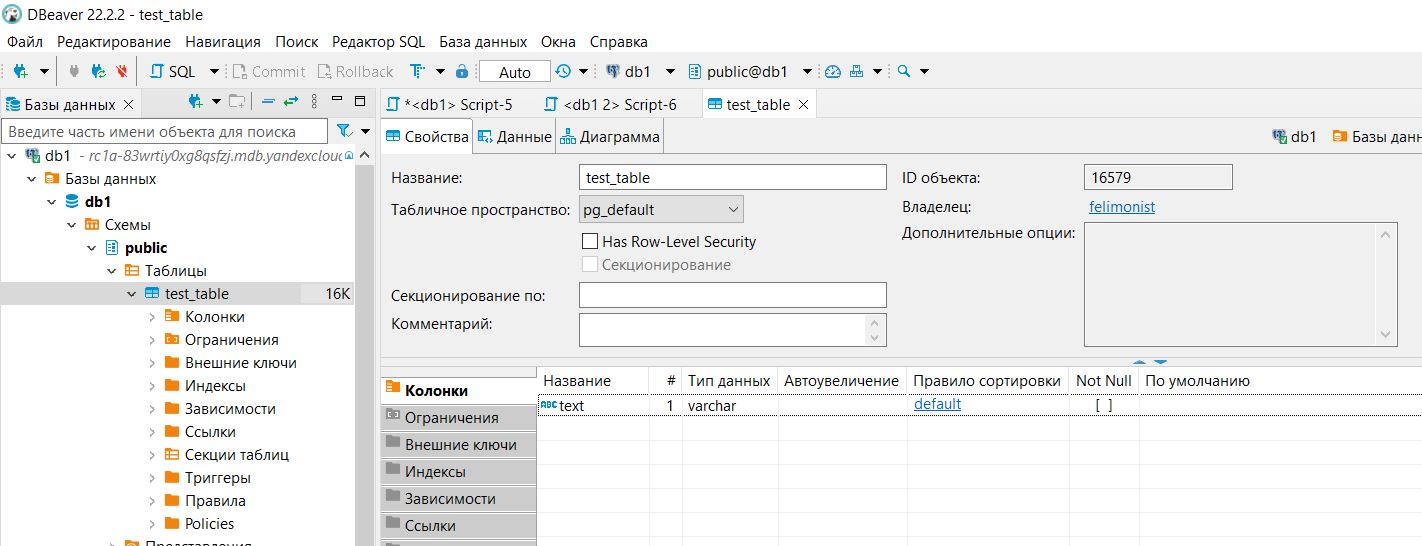 DBeaver 22.2.2 - test_table
Файл Редактирование Навигация Поиск Редактор SQL База данных Окна Справка
SQL Commit Rollback Auto db1 public@db1
Базы данных
*<db1> Script-5 <db1 2> Script-6 test_table
Введите часть имени объекта для поиска
Свойства Данные Диаграмма db1 Базы данн
db1 - rc1a-83wrtiy0xg8qsfzj.mdb.yandexcloud
Базы данных
db1
Схемы
public
Таблицы
test_table 16K
Колонки
Ограничения
Внешние ключи
Индексы
Зависимости
Ссылки
Секции таблиц
Триггеры
Правила
Policies
Название: test_table
Табличное пространство: pg_default
Has Row-Level Security
Секционирование
Секционирование по:
Комментарий:
ID объекта: 16579
Владелец: felimonist
Дополнительные опции:
Колонки
Ограничения
Внешние ключи
Индексы
Зависимости
Ссылки
Название # Тип данных Автоувеличение Правило сортировки Not Null По умолчанию
ABC text 1 varchar default [ ]